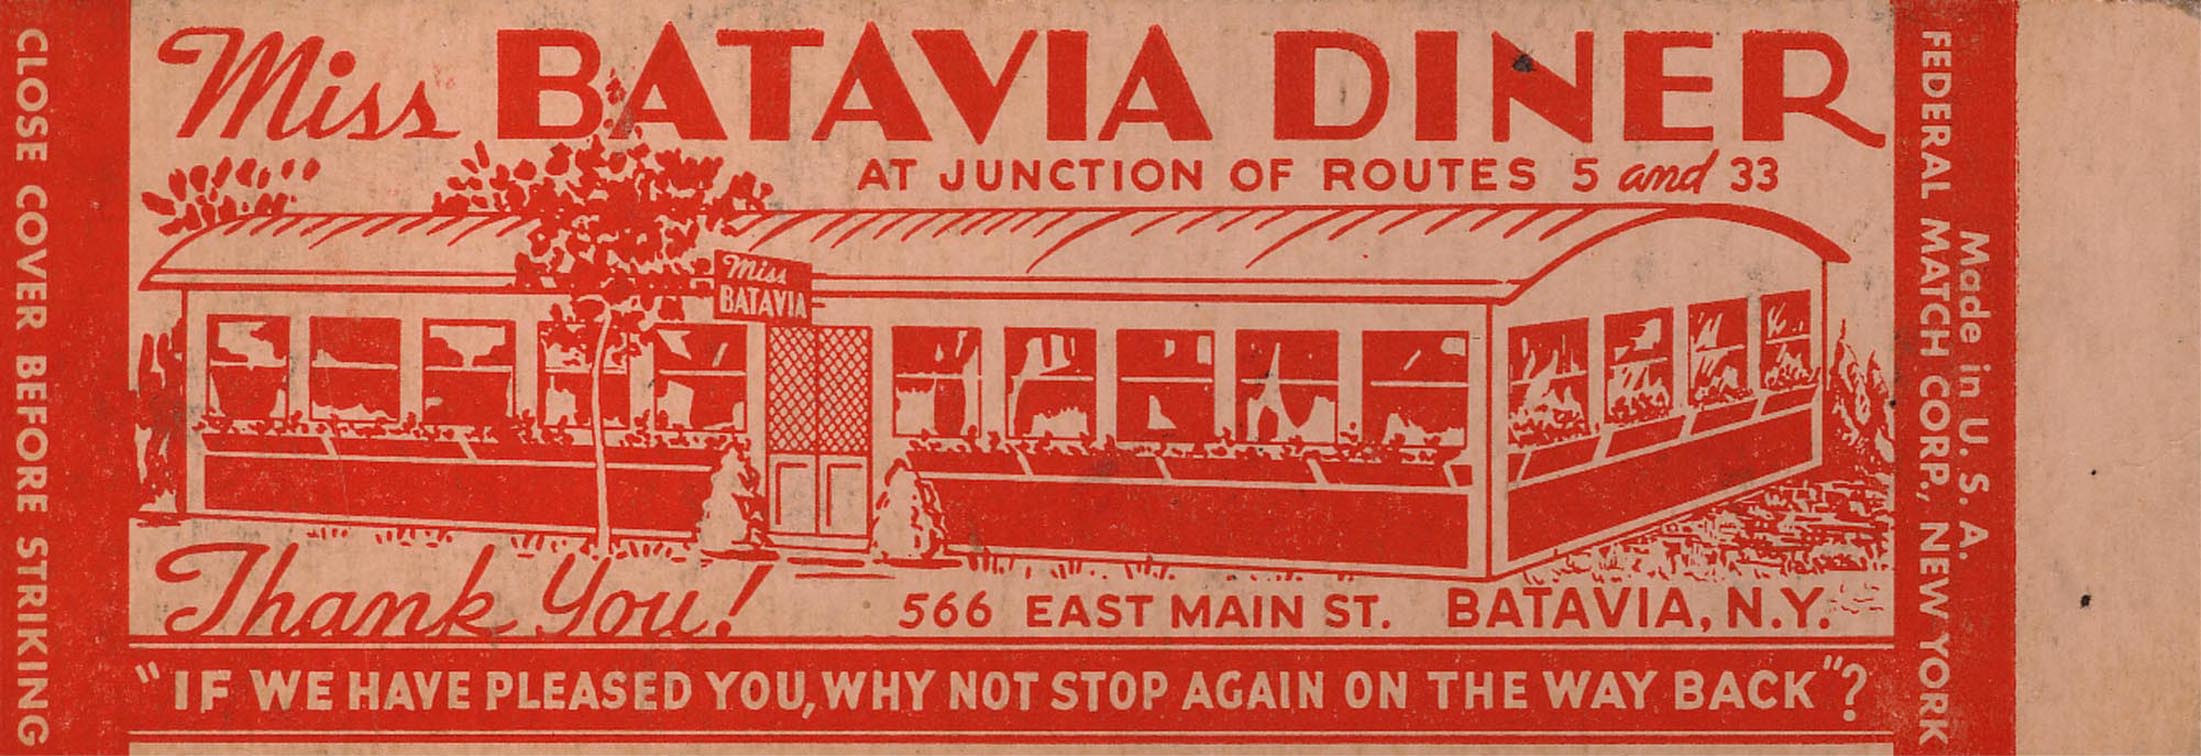 CLOSE COVER BEFORE STRIKING
Miss BATAVIA DINER
AT JUNCTION OF ROUTES 5 and 33
Miss
BATAVIA
Thank You!
566 EAST MAIN ST. BATAVIA, N.Y.
"IF WE HAVE PLEASED YOU, WHY NOT STOP AGAIN ON THE WAY BACK"?
Made in U. S. A.
FEDERAL MATCH CORP., NEW YORK